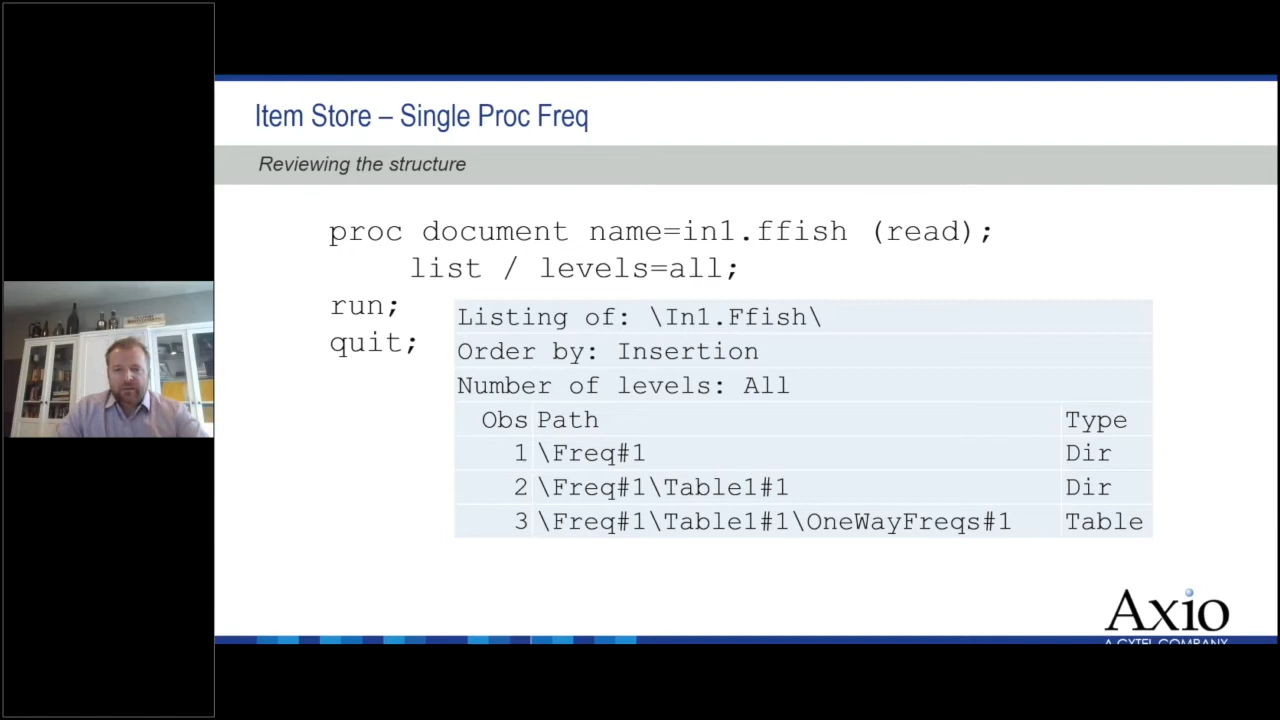 Item Store – Single Proc Freq
Reviewing the structure
proc document name=in1.ffish (read);
list / levels=all;
run;
quit;
Listing of: \In1.Ffish\
Order by: Insertion
Number of levels: All
Obs Path Type
1 \Freq#1 Dir
2 \Freq#1\Table1#1 Dir
3 \Freq#1\Table1#1\OneWayFreqs#1 Table
Axio
A CYTEL COMPANY